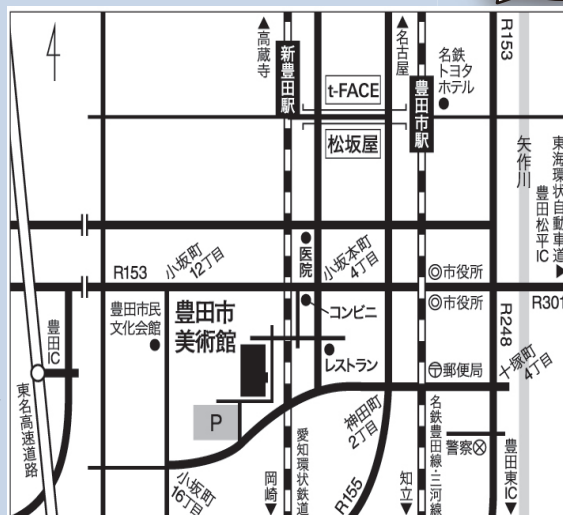 ▲高蔵寺
新豊田駅
t-FACE
松坂屋
▲名古屋
豊田市駅
名鉄
トヨタ
ホテル
R153
矢作川
東海環状自動車道
豊田松平IC▶
医院
小坂町
12丁目
小坂本町
4丁目
◎市役所
R153
◎市役所
R301
豊田市民
文化会館
豊田市
美術館
コンビニ
レストラン
R248
十塚町
4丁目
〒郵便局
豊田IC
東名高速道路
P
神田町
2丁目
小坂町
16丁目
岡崎▼
愛知環状鉄道
R155
知立▼
名鉄豊田線・三河線
警察
豊田東IC▼